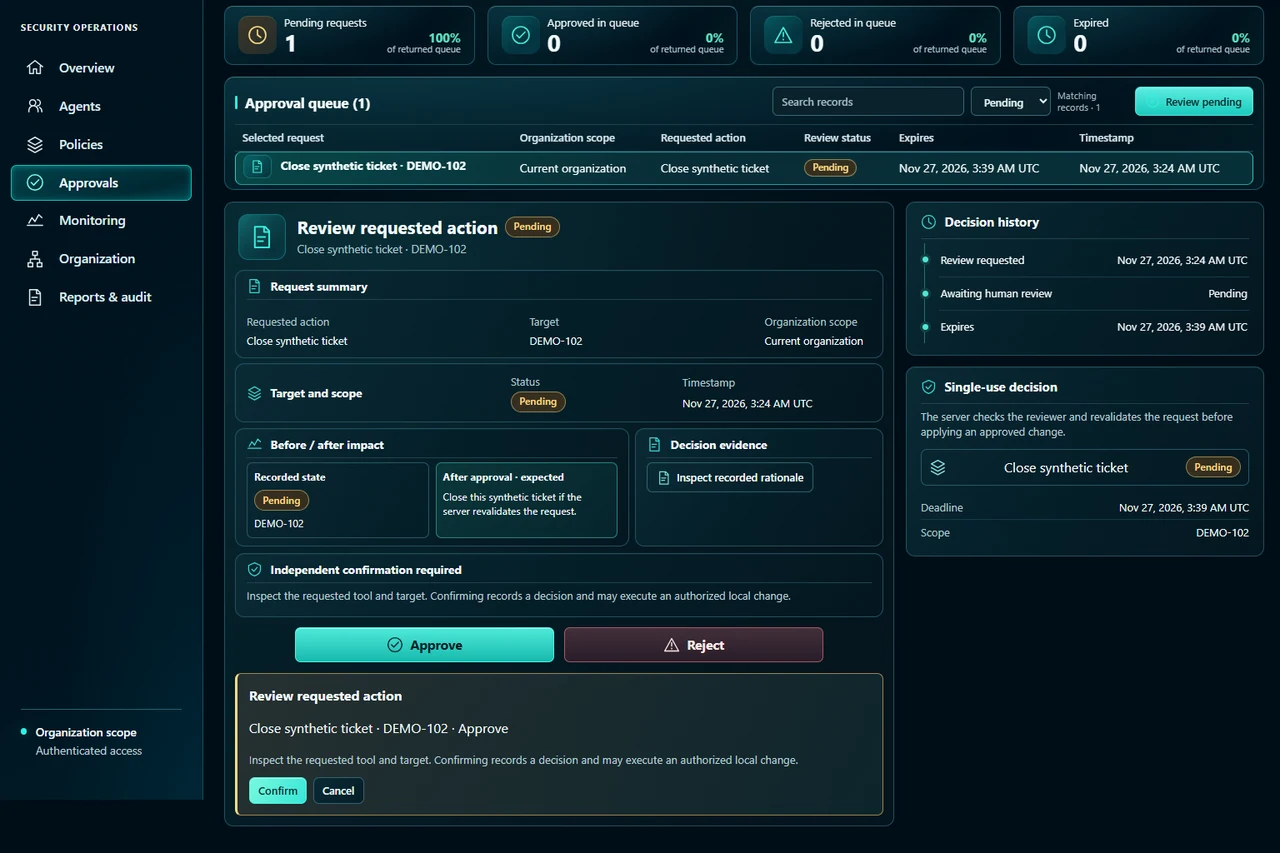 SECURITY OPERATIONS
Overview
Agents
Policies
Approvals
Monitoring
Organization
Reports & audit
Organization scope
Authenticated access
Pending requests
1
100%
of returned queue
Approved in queue
0
0%
of returned queue
Rejected in queue
0
0%
of returned queue
Expired
0
0%
of returned queue
Approval queue (1)
Search records
Pending
Matching
records · 1
Review pending
Selected request Organization scope Requested action Review status Expires Timestamp
Close synthetic ticket · DEMO-102 Current organization Close synthetic ticket Pending Nov 27, 2026, 3:39 AM UTC Nov 27, 2026, 3:24 AM UTC
Review requested action Pending
Close synthetic ticket · DEMO-102
Request summary
Requested action Target Organization scope
Close synthetic ticket DEMO-102 Current organization
Target and scope
Status Timestamp
Pending Nov 27, 2026, 3:24 AM UTC
Before / after impact
Recorded state
Pending
DEMO-102
After approval · expected
Close this synthetic ticket if the
server revalidates the request.
Decision evidence
Inspect recorded rationale
Independent confirmation required
Inspect the requested tool and target. Confirming records a decision and may execute an authorized local change.
Approve Reject
Review requested action
Close synthetic ticket · DEMO-102 · Approve
Inspect the requested tool and target. Confirming records a decision and may execute an authorized local change.
Confirm Cancel
Decision history
Review requested Nov 27, 2026, 3:24 AM UTC
Awaiting human review Pending
Expires Nov 27, 2026, 3:39 AM UTC
Single-use decision
The server checks the reviewer and revalidates the request before
applying an approved change.
Close synthetic ticket Pending
Deadline Nov 27, 2026, 3:39 AM UTC
Scope DEMO-102